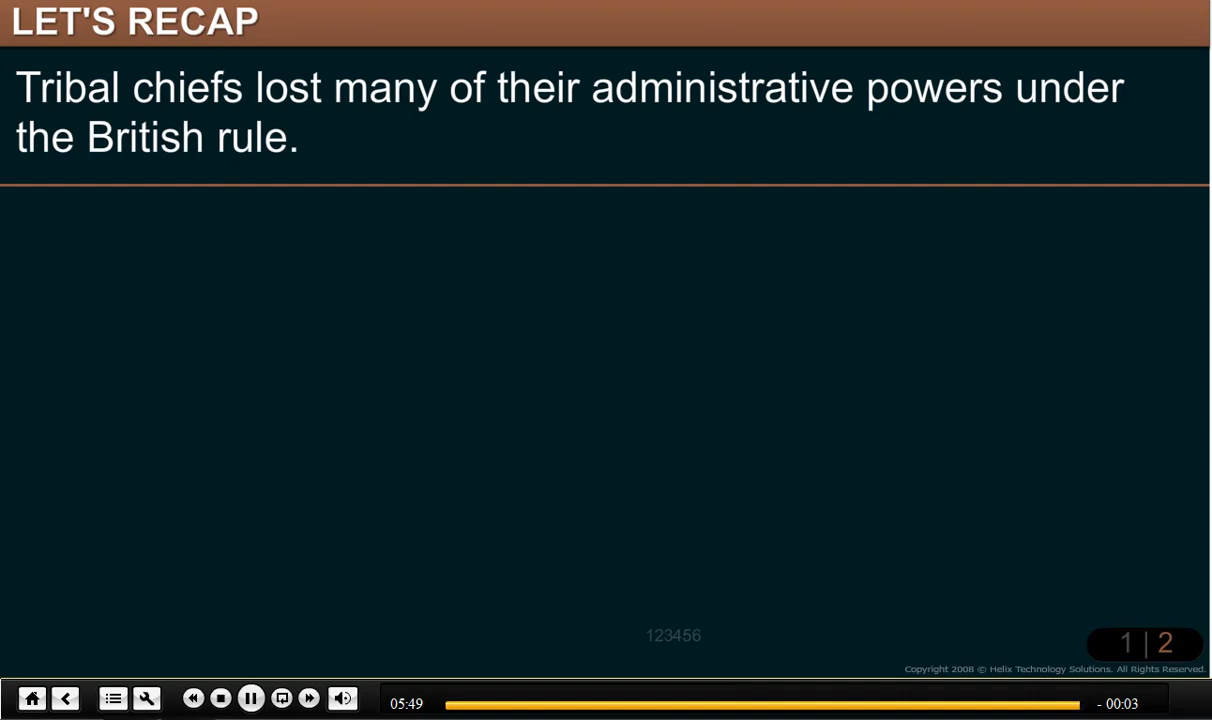 LET'S RECAP
Tribal chiefs lost many of their administrative powers under
the British rule.
123456
1 | 2
Copyright 2008 © Helix Technology Solutions. All Rights Reserved.
05:49
- 00:03